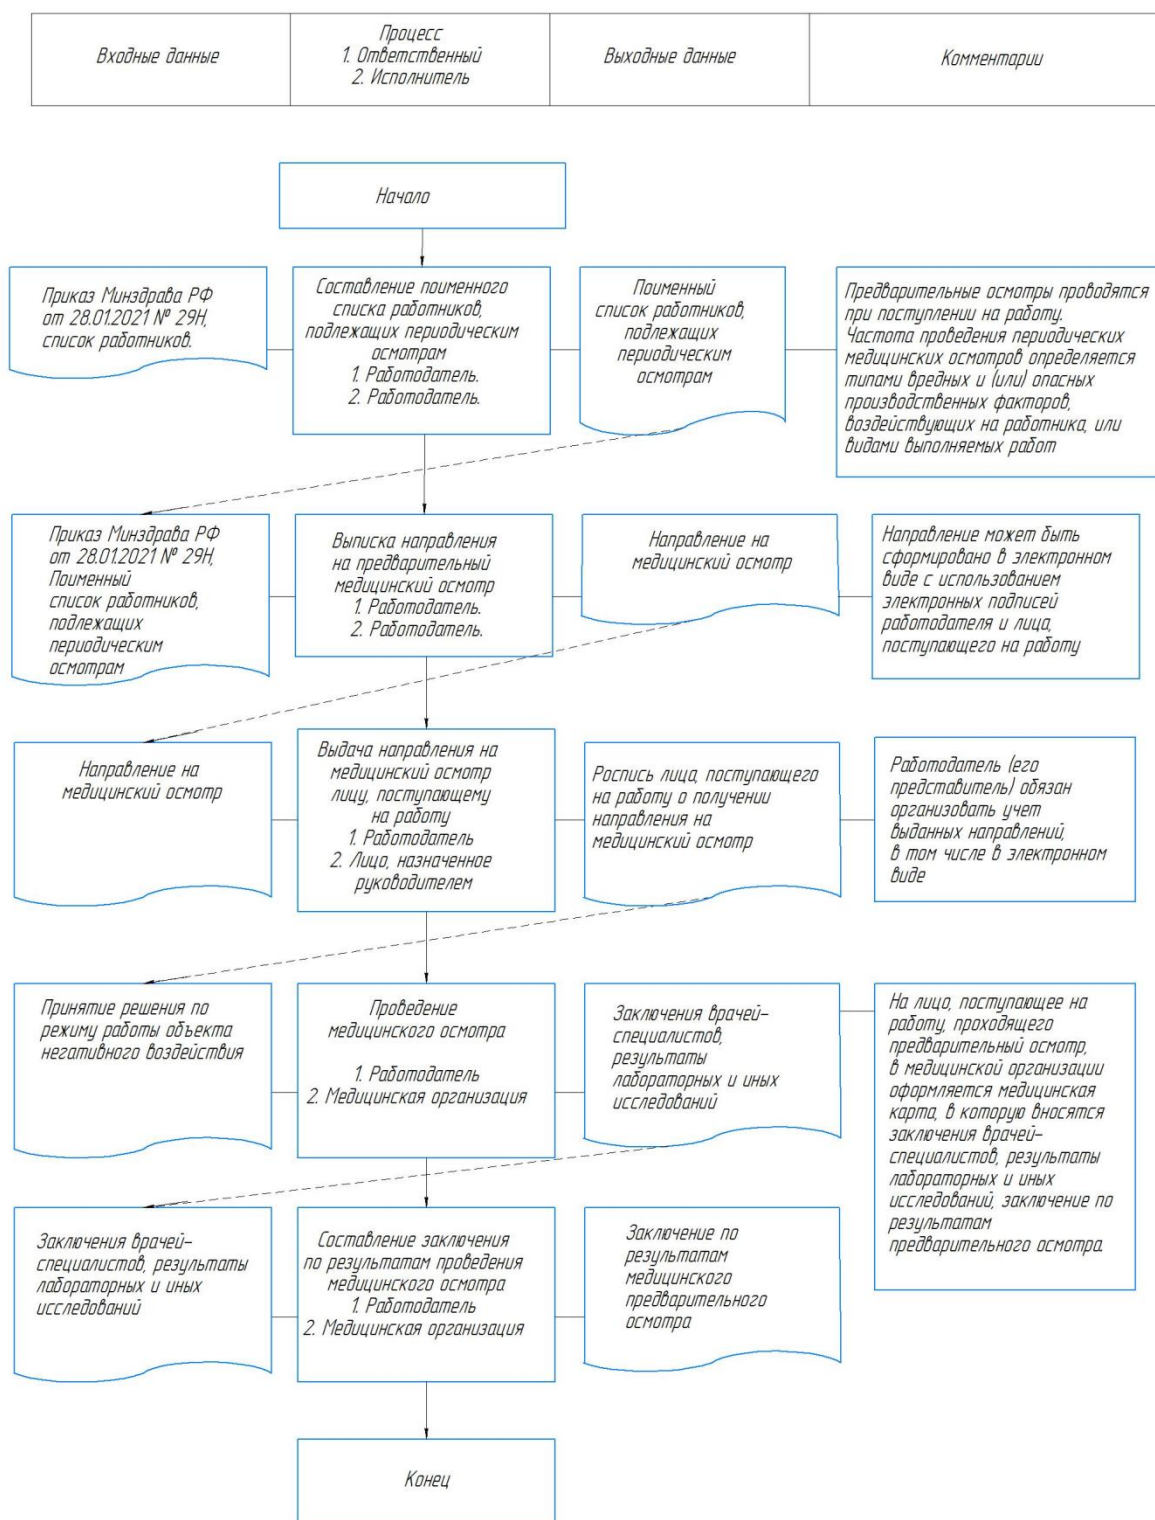 Входные данные
Процесс
1. Ответственный
2. Исполнитель
Выходные данные
Комментарии
Начало
Приказ Минздрава РФ
от 28.01.2021 № 29Н,
список работников.
Составление поименного
списка работников,
подлежащих периодическим
осмотрам
1. Работодатель.
2. Работодатель.
Поименный
список работников,
подлежащих
периодическим
осмотрам
Предварительные осмотры проводятся
при поступлении на работу.
Частота проведения периодических
медицинских осмотров определяется
типами вредных и (или) опасных
производственных факторов,
воздействующих на работника, или
видами выполняемых работ
Приказ Минздрава РФ
от 28.01.2021 № 29Н,
Поименный
список работников,
подлежащих
периодическим
осмотрам
Выписка направления
на предварительный
медицинский осмотр
1. Работодатель.
2. Работодатель.
Направление на
медицинский осмотр
Направление может быть
сформировано в электронном
виде с использованием
электронных подписей
работодателя и лица,
поступающего на работу
Направление на
медицинский осмотр
Выдача направления на
медицинский осмотр
лицу, поступающему
на работу
1. Работодатель
2. Лицо, назначенное
руководителем
Роспись лица, поступающего
на работу о получении
направления на
медицинский осмотр
Работодатель (его
представитель) обязан
организовать учет
выданных направлений,
в том числе в электронном
виде
Принятие решения по
режиму работы объекта
негативного воздействия
Проведение
медицинского осмотра
1. Работодатель
2. Медицинская организация
Заключения врачей-
специалистов,
результаты
лабораторных и иных
исследований
На лицо, поступающее на
работу, проходящего
предварительный осмотр,
в медицинской организации
оформляется медицинская
карта, в которую вносятся
заключения врачей-
специалистов, результаты
лабораторных и иных
исследований, заключение по
результатам
предварительного осмотра.
Заключения врачей-
специалистов, результаты
лабораторных и иных
исследований
Составление заключения
по результатам проведения
медицинского осмотра
1. Работодатель
2. Медицинская организация
Заключение по
результатам
медицинского
предварительного
осмотра
Конец